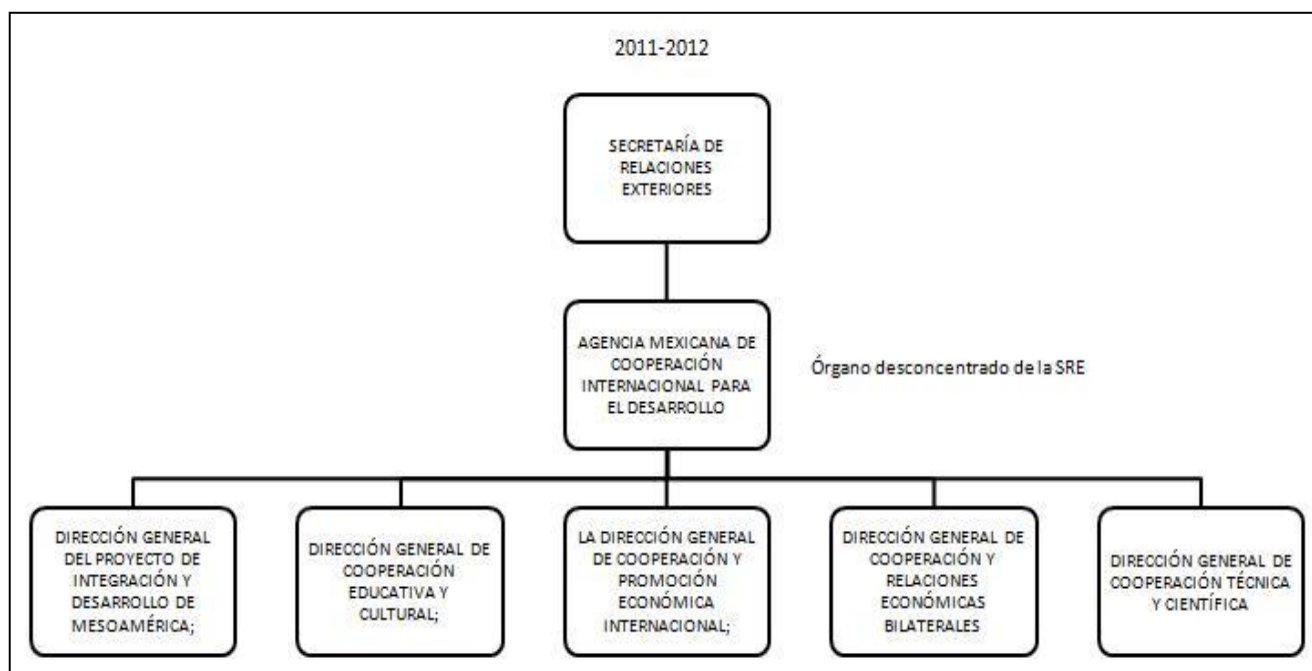 2011-2012
SECRETARÍA DE
RELACIONES
EXTERIORES
AGENCIA MEXICANA DE
COOPERACIÓN
INTERNACIONAL PARA
EL DESARROLLO
Órgano desconcentrado de la SRE
DIRECCIÓN GENERAL
DEL PROYECTO DE
INTEGRACIÓN Y
DESARROLLO DE
MESOAMÉRICA;
DIRECCIÓN GENERAL DE
COOPERACIÓN
EDUCATIVA Y
CULTURAL;
LA DIRECCIÓN GENERAL
DE COOPERACIÓN Y
PROMOCIÓN
ECONÓMICA
INTERNACIONAL;
DIRECCIÓN GENERAL DE
COOPERACIÓN Y
RELACIONES
ECONÓMICAS
BILATERALES
DIRECCIÓN GENERAL DE
COOPERACIÓN TÉCNICA
Y CIENTÍFICA